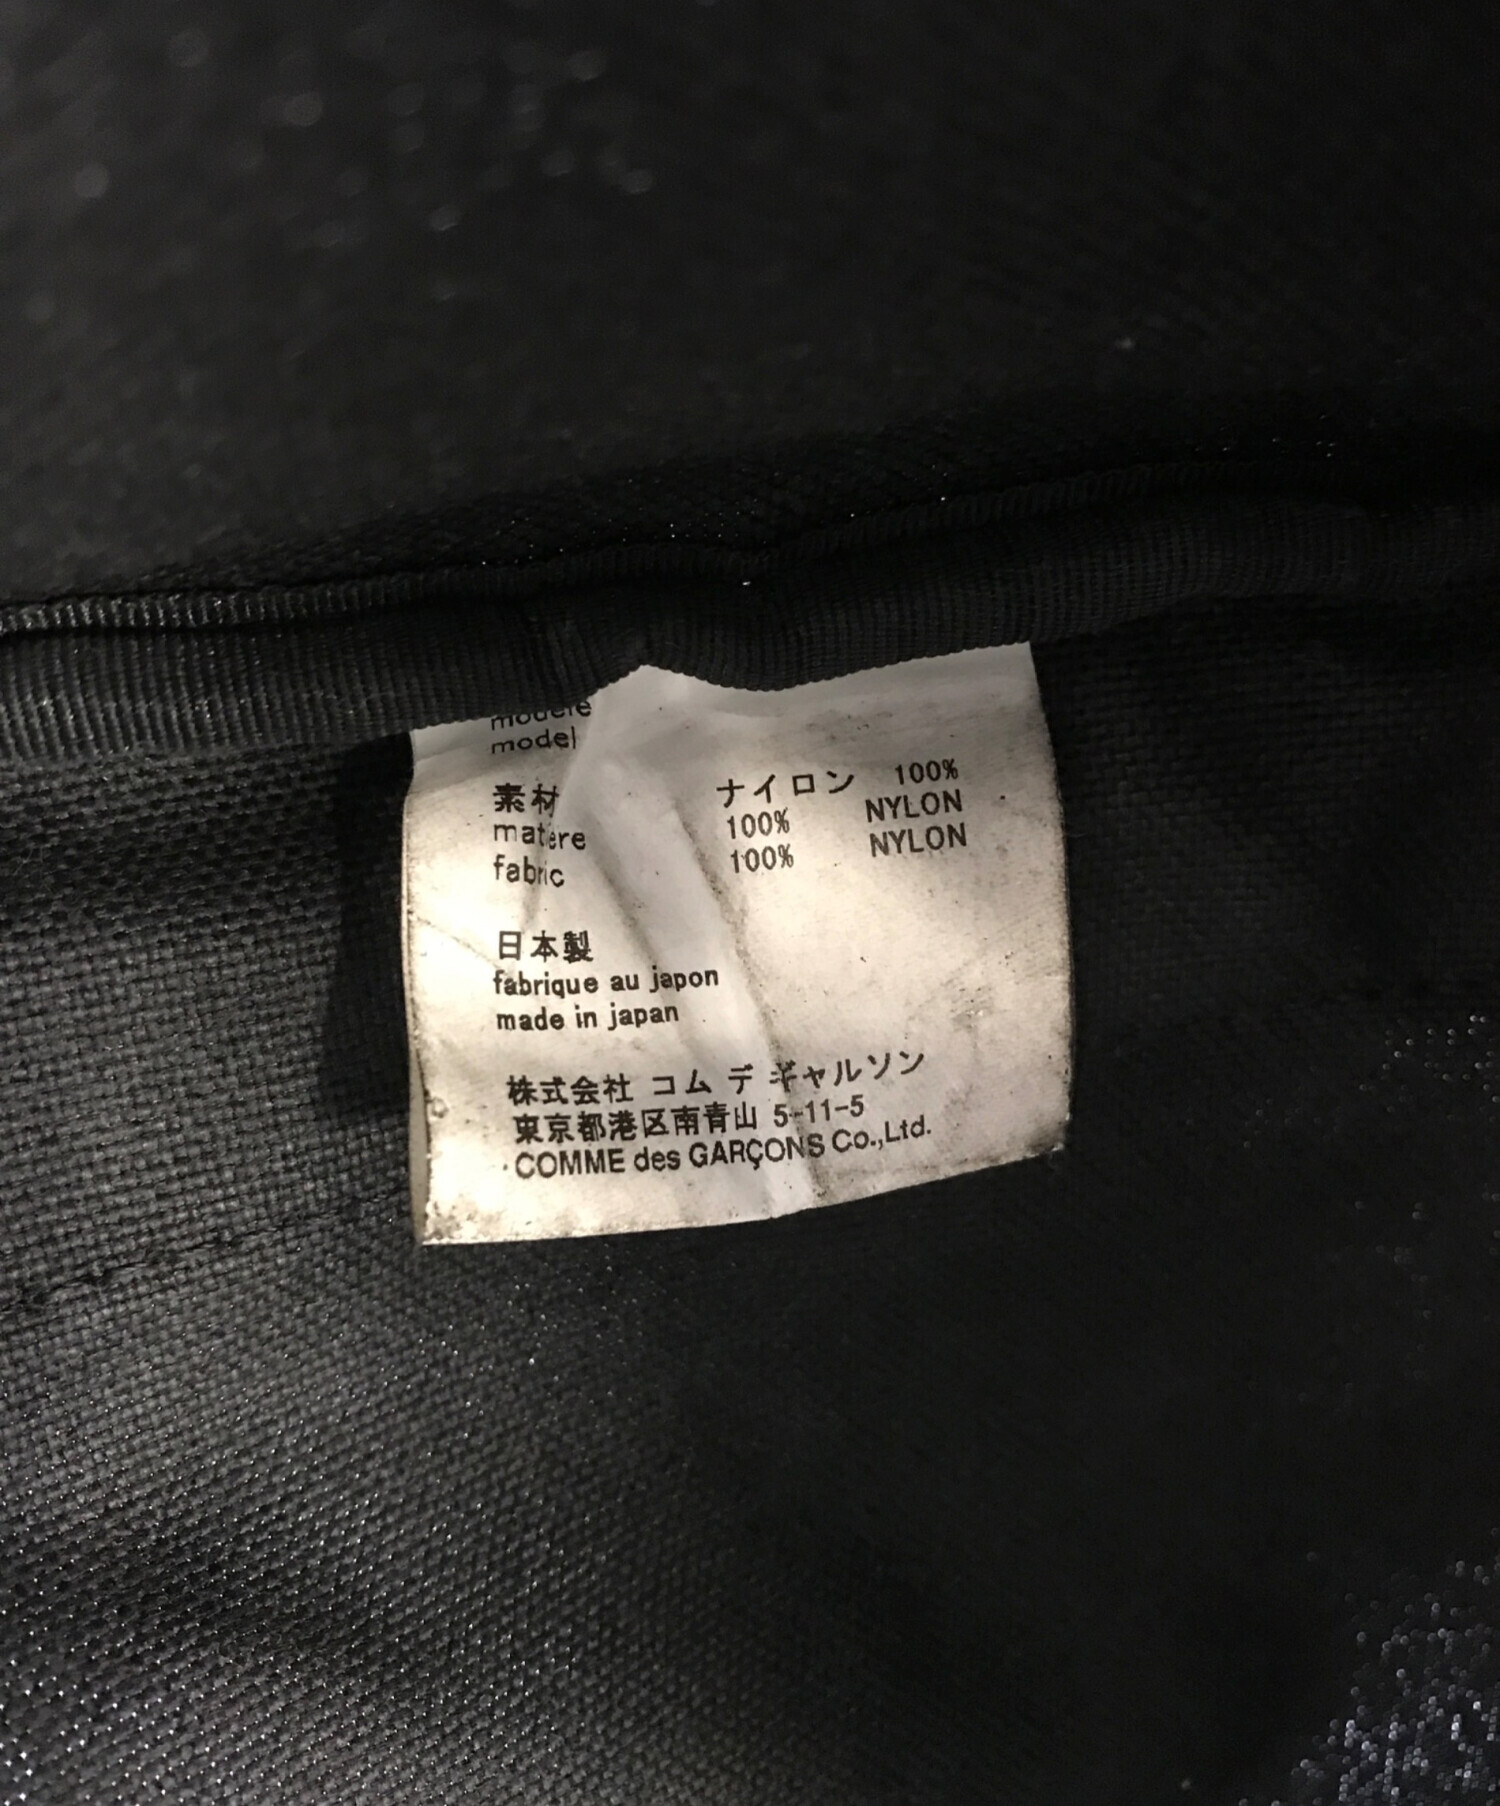 modèle
model
素材 ナイロン 100%
matière 100% NYLON
fabric 100% NYLON
日本製
fabrique au japon
made in japan
株式会社 コム デ ギャルソン
東京都港区南青山 5-11-5
COMME des GARÇONS Co.,Ltd.